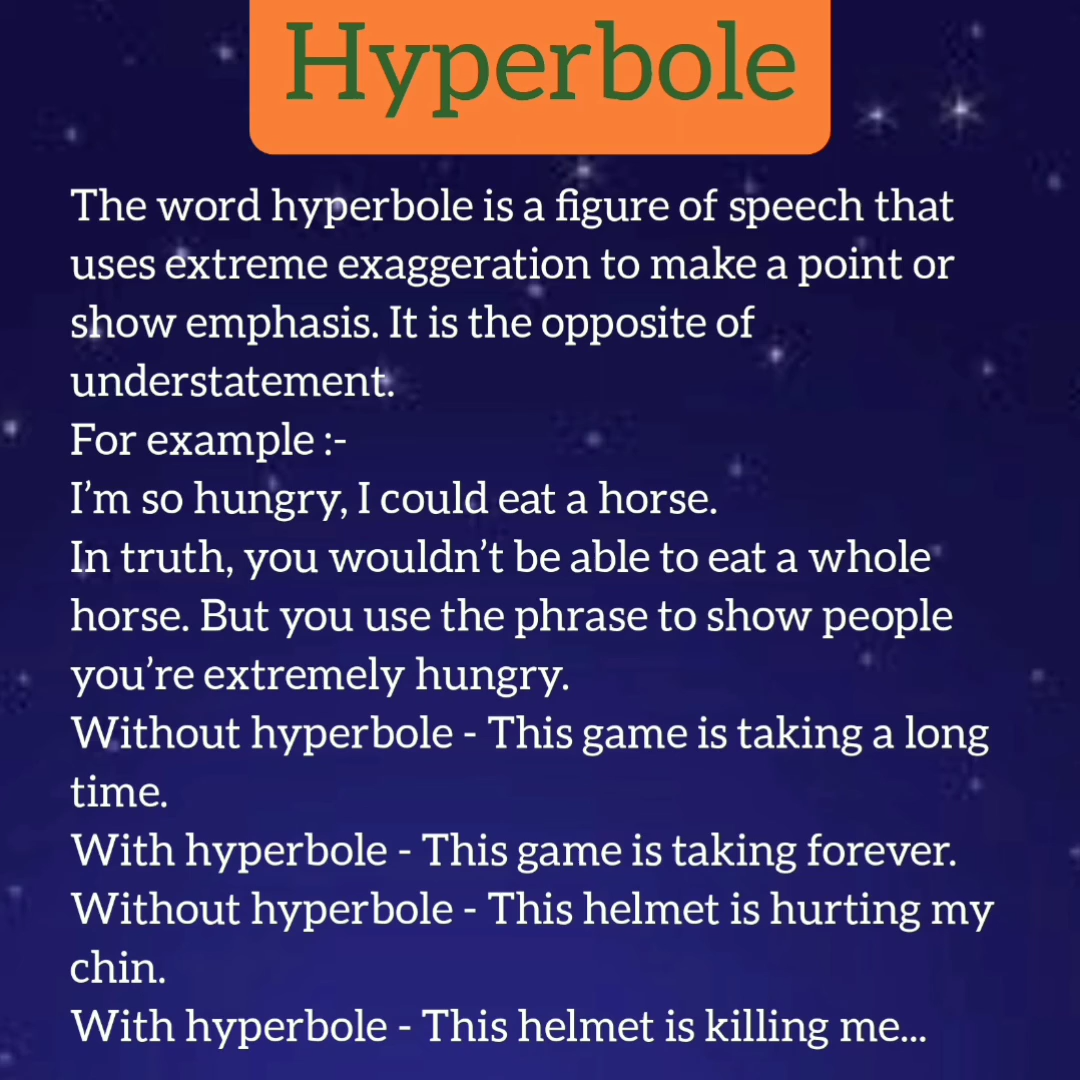 Hyperbole
The word hyperbole is a figure of speech that
uses extreme exaggeration to make a point or
show emphasis. It is the opposite of
understatement.
For example :-
I’m so hungry, I could eat a horse.
In truth, you wouldn’t be able to eat a whole
horse. But you use the phrase to show people
you’re extremely hungry.
Without hyperbole - This game is taking a long
time.
With hyperbole - This game is taking forever.
Without hyperbole - This helmet is hurting my
chin.
With hyperbole - This helmet is killing me...